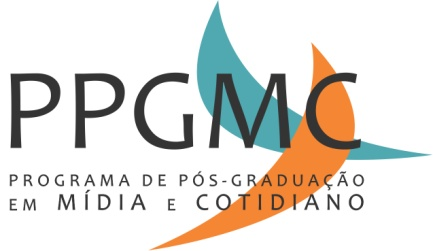 PPGMC
PROGRAMA DE PÓS-GRADUAÇÃO
EM MÍDIA E COTIDIANO